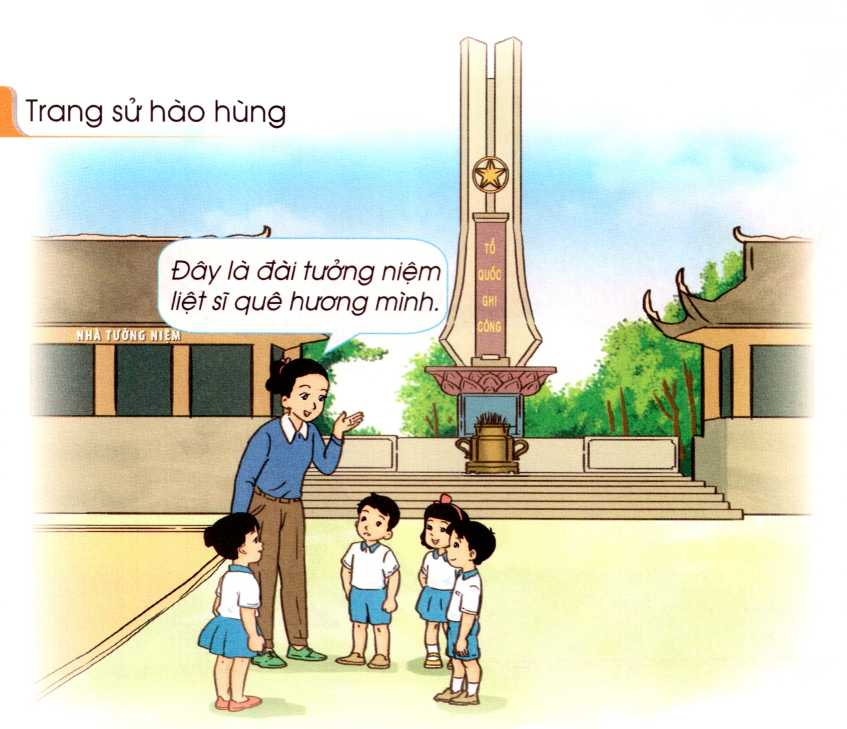 Trang sử hào hùng
Đây là đài tưởng niệm
liệt sĩ quê hương mình.
NHÀ TƯỞNG NIỆM
TỔ
QUỐC
GHI
CÔNG